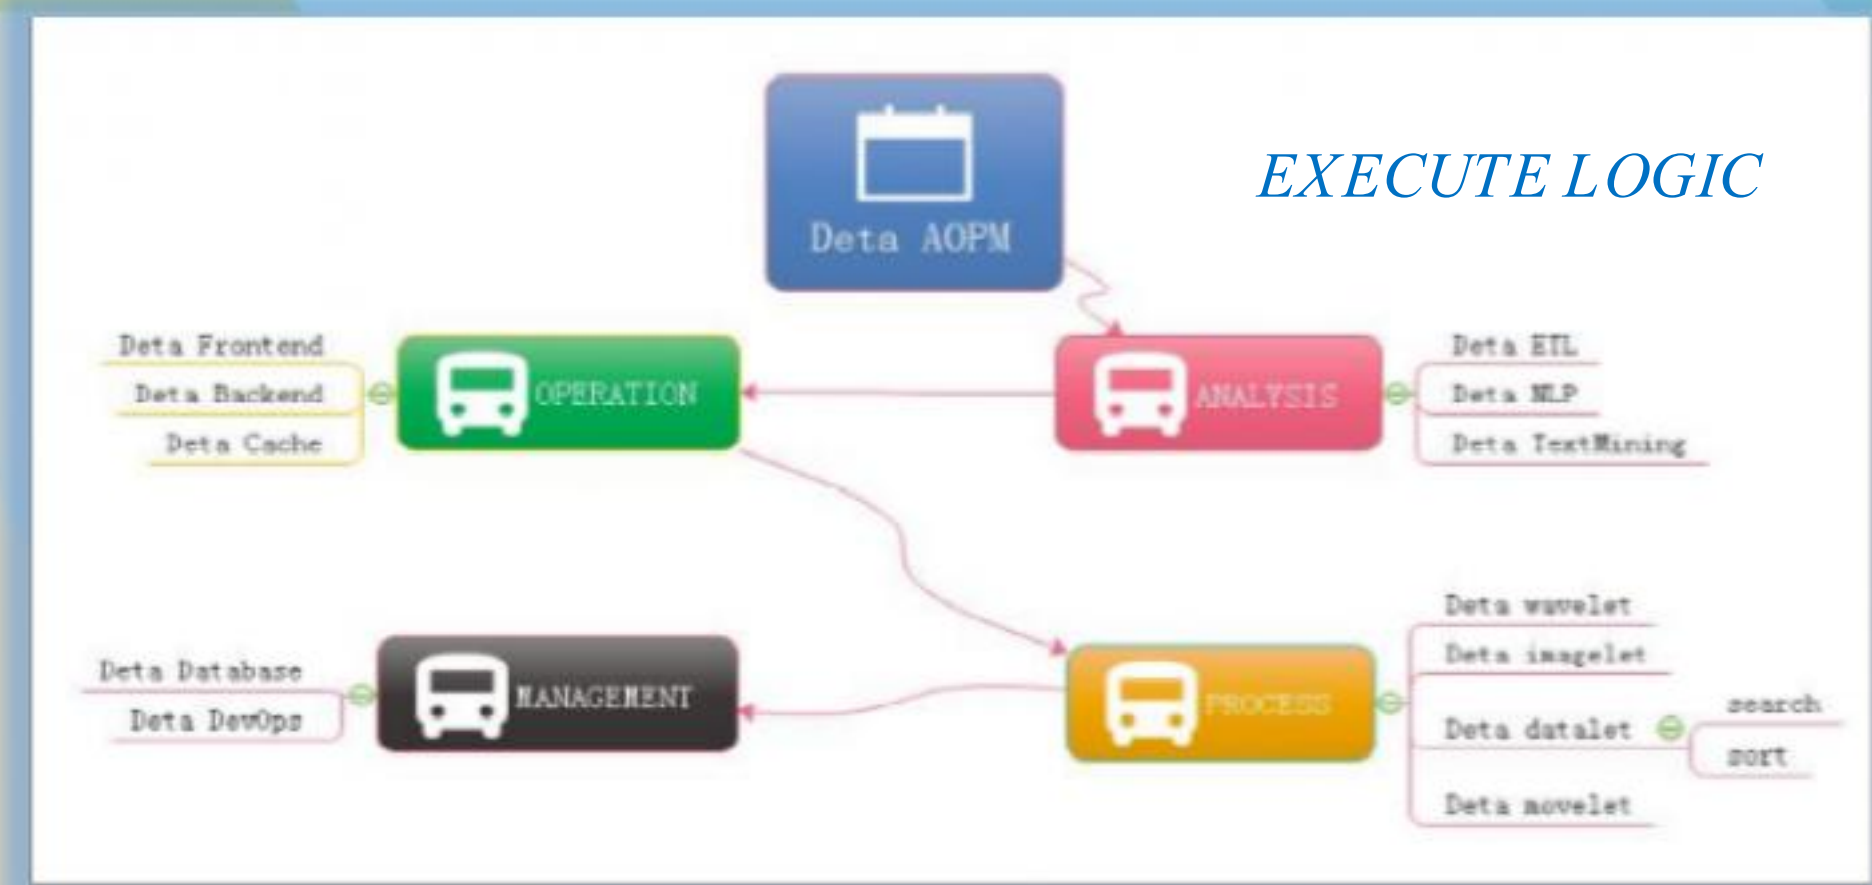 EXECUTE LOGIC
Deta AOPM
Deta Frontend
Deta Backend
Deta Cache
OPERATION
ANALYSIS
Deta ETL
Deta NLP
Deta TextMining
Deta Database
Deta DevOps
MANAGEMENT
PROCESS
Deta wavelet
Deta imagelet
Deta datalet
search
sort
Deta movelet